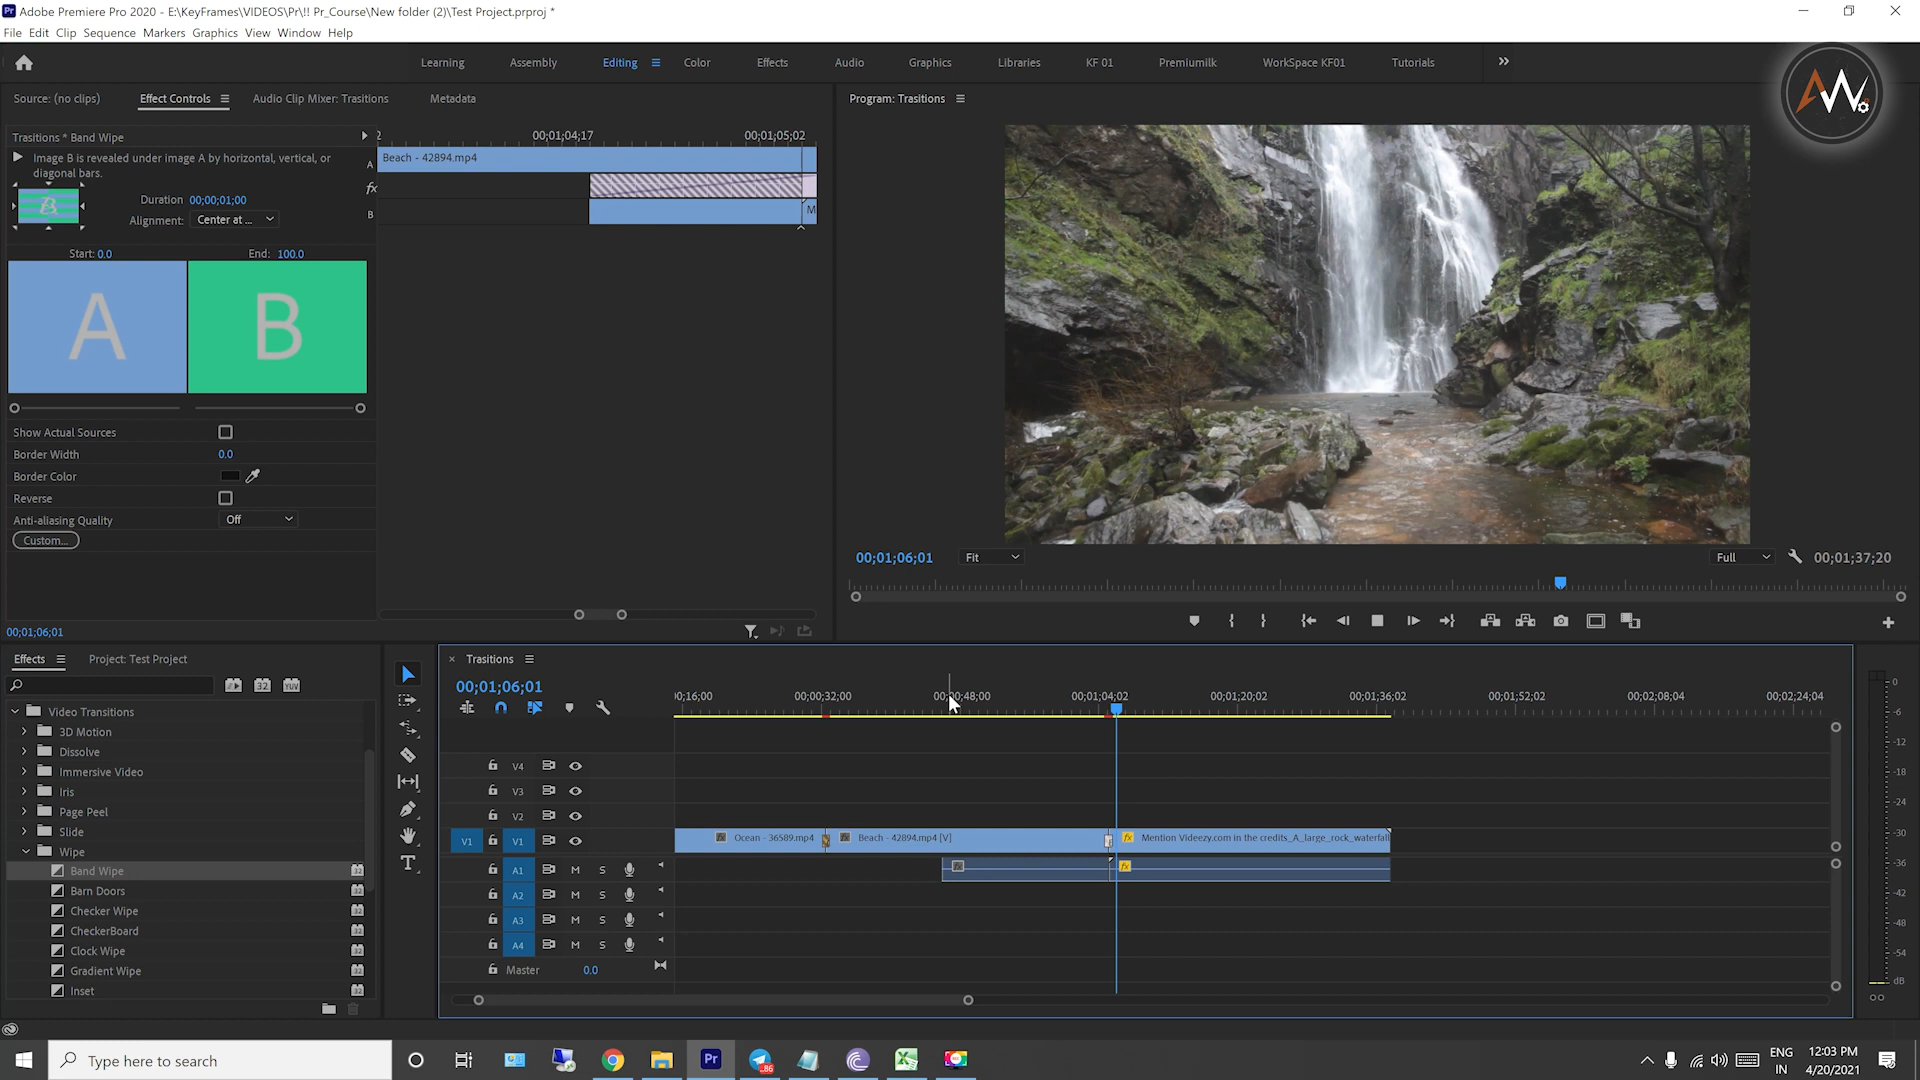 Adobe Premiere Pro 2020 - E:\KeyFrames\VIDEOS\Pr\!! Pr_Course\New folder (2)\Test Project.prproj *
File Edit Clip Sequence Markers Graphics View Window Help
Learning Assembly Editing Color Effects Audio Graphics Libraries KF 01 Premiumilk WorkSpace KF01 Tutorials
Source: (no clips) Effect Controls Audio Clip Mixer: Trasitions Metadata
Program: Trasitions
Trasitions * Band Wipe
00;01;04;17 00;01;05;02
Image B is revealed under image A by horizontal, vertical, or
diagonal bars.
A Beach - 42894.mp4
fx
B M
Duration 00;00;01;00
Alignment: Center at ...
Start: 0.0 End: 100.0
A B
Show Actual Sources
Border Width 0.0
Border Color
Reverse
Anti-aliasing Quality Off
Custom...
00;01;06;01
00;01;06;01 Fit Full 00;01;37;20
Effects Project: Test Project
Video Transitions
3D Motion
Dissolve
Immersive Video
Iris
Page Peel
Slide
Wipe
Band Wipe
Barn Doors
Checker Wipe
CheckerBoard
Clock Wipe
Gradient Wipe
Inset
Trasitions
00;01;06;01
0;16;00 00;00;32;00 00;00;48;00 00;01;04;02 00;01;20;02 00;01;36;02 00;01;52;02 00;02;08;04 00;02;24;04
V4
V3
V2
V1 V1 Ocean - 36589.mp4 Beach - 42894.mp4 [V] fx Mention Videezy.com in the credits_A_large_rock_waterfall
A1 M S fx
A2 M S
A3 M S
A4 M S
Master 0.0
0
-6
-12
-18
-24
-30
-36
-42
-48
-54
dB
Type here to search
Pr
86
ENG
IN
12:03 PM
4/20/2021